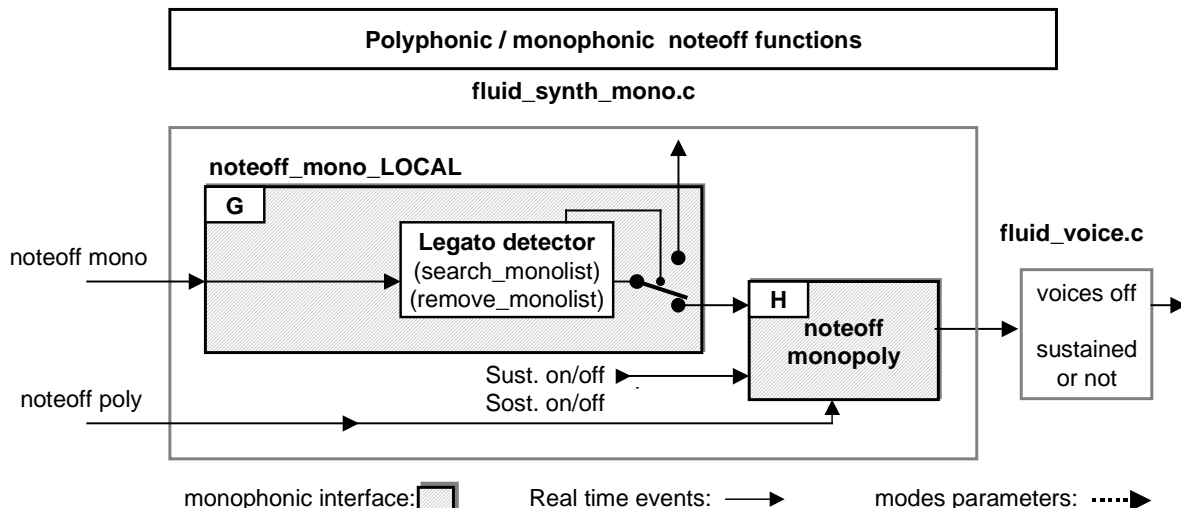 Polyphonic / monophonic noteoff functions
fluid_synth_mono.c
noteoff_mono_LOCAL
G
Legato detector
(search_monolist)
(remove_monolist)
noteoff mono
fluid_voice.c
H
noteoff
monopoly
voices off
sustained
or not
Sust. on/off
Sost. on/off
noteoff poly
monophonic interface:
Real time events:
modes parameters: